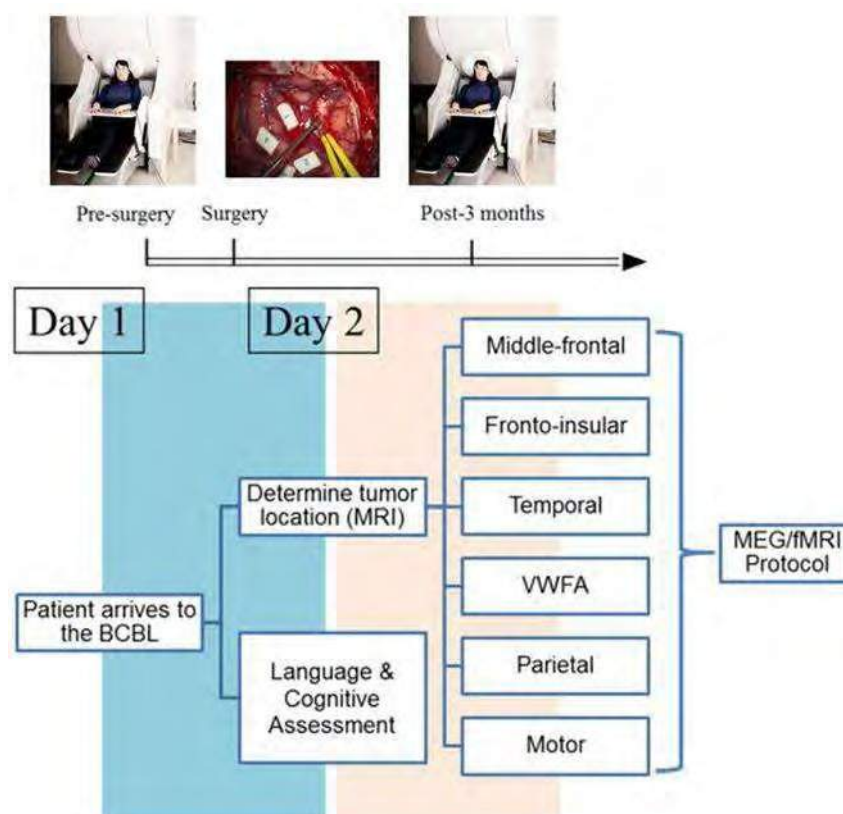 Pre-surgery
Surgery
Post-3 months
Day 1
Day 2
Middle-frontal
Fronto-insular
Determine tumor
location (MRI)
Temporal
MEG/fMRI
Protocol
VWFA
Patient arrives to
the BCBL
Language &
Cognitive
Assessment
Parietal
Motor